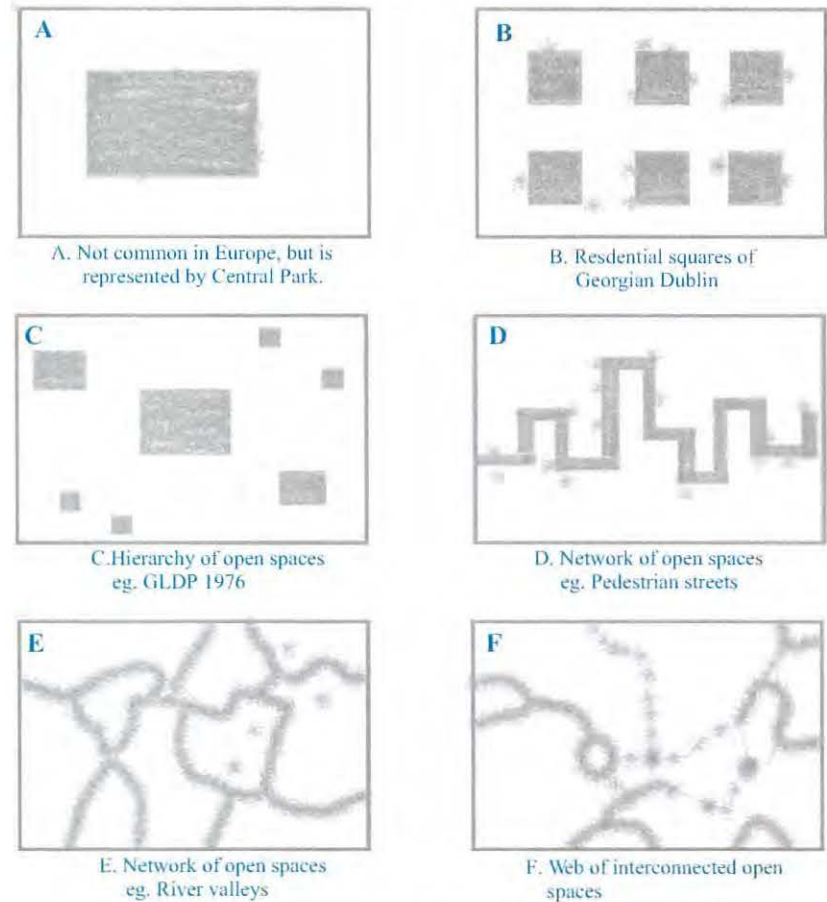 A
B
A. Not common in Europe, but is
represented by Central Park.
B. Resdential squares of
Georgian Dublin
C
D
C.Hierarchy of open spaces
eg. GLDP 1976
D. Network of open spaces
eg. Pedestrian streets
E
F
E. Network of open spaces
eg. River valleys
F. Web of interconnected open
spaces